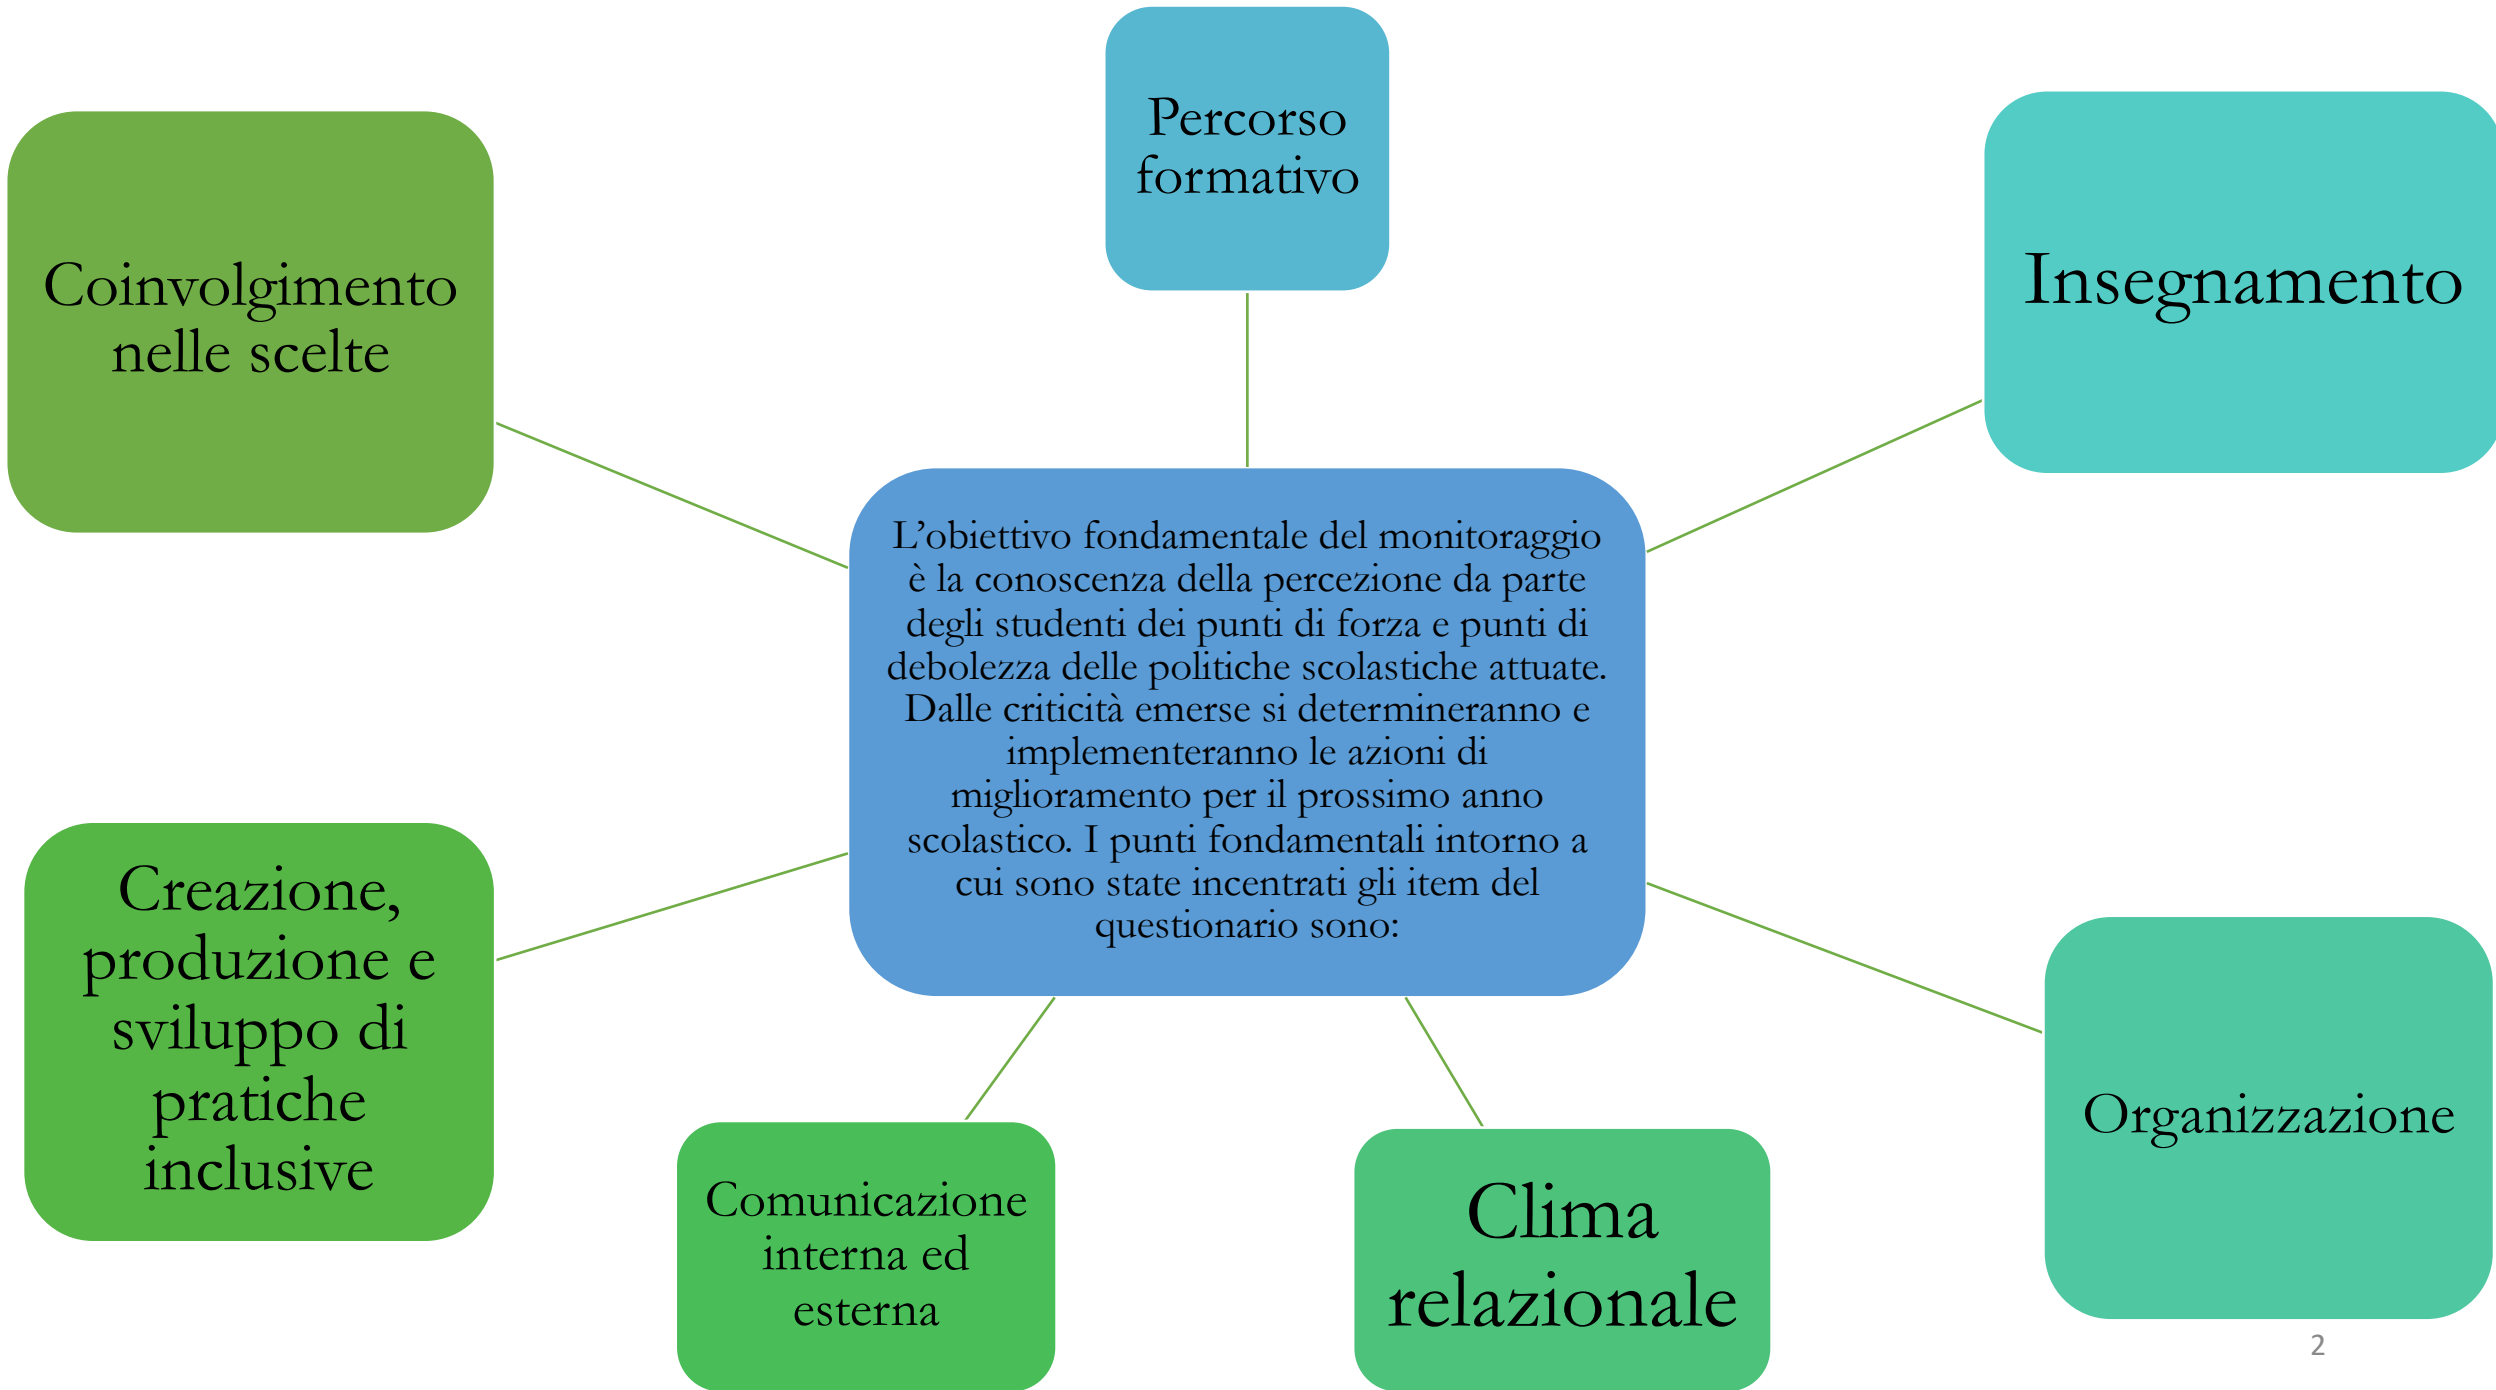 Percorso
formativo
Insegnamento
Coinvolgimento
nelle scelte
L’obiettivo fondamentale del monitoraggio
è la conoscenza della percezione da parte
degli studenti dei punti di forza e punti di
debolezza delle politiche scolastiche attuate.
Dalle criticità emerse si determineranno e
implementeranno le azioni di
miglioramento per il prossimo anno
scolastico. I punti fondamentali intorno a
cui sono state incentrati gli item del
questionario sono:
Creazione,
produzione e
sviluppo di
pratiche
inclusive
Organizzazione
Comunicazione
interna ed
esterna
Clima
relazionale
2